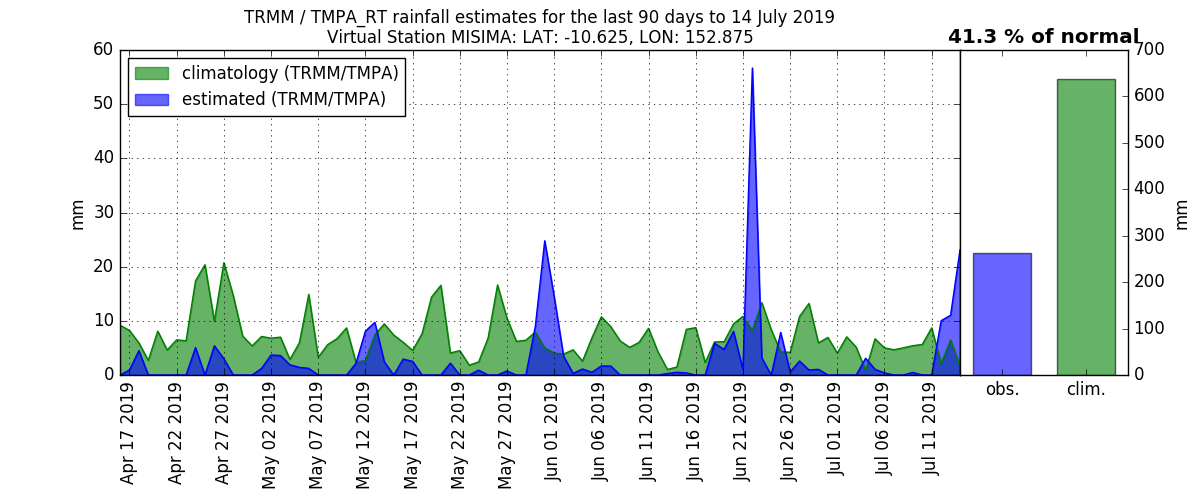 TRMM / TMPA_RT rainfall estimates for the last 90 days to 14 July 2019
Virtual Station MISIMA: LAT: -10.625, LON: 152.875
41.3 % of normal
climatology (TRMM/TMPA)
estimated (TRMM/TMPA)
60
50
40
30
20
10
0
mm
700
600
500
400
300
200
100
0
mm
Apr 17 2019
Apr 22 2019
Apr 27 2019
May 02 2019
May 07 2019
May 12 2019
May 17 2019
May 22 2019
May 27 2019
Jun 01 2019
Jun 06 2019
Jun 11 2019
Jun 16 2019
Jun 21 2019
Jun 26 2019
Jul 01 2019
Jul 06 2019
Jul 11 2019
obs.
clim.